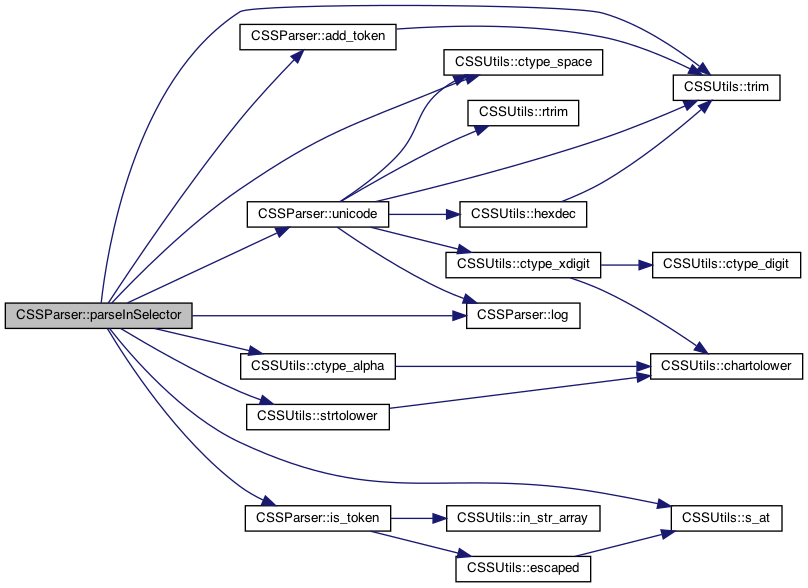 CSSParser::add_token
CSSUtils::ctype_space
CSSUtils::trim
CSSUtils::rtrim
CSSParser::unicode
CSSUtils::hexdec
CSSUtils::ctype_xdigit
CSSUtils::ctype_digit
CSSParser::parseInSelector
CSSParser::log
CSSUtils::ctype_alpha
CSSUtils::chartolower
CSSUtils::strtolower
CSSParser::is_token
CSSUtils::in_str_array
CSSUtils::s_at
CSSUtils::escaped